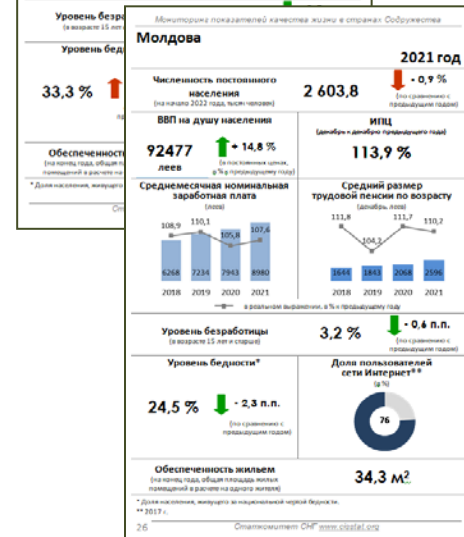 Уровень безра
(в возрасте 15 лет
Уровень бед
33,3 %
Обеспеченност
(на конец года, общая п
помещений в расчете на
* Доля населения, живущего
Ст
Мониторинг показателей качества жизни в странах Содружества
Молдова
2021 год
Численность постоянного
населения
(на начало 2022 года, тысяч человек)
2 603,8
- 0,9 %
(по сравнению с
предыдущим годом)
ВВП на душу населения
92477
леев
+ 14,8 %
(в постоянных ценах,
в % к предыдущему году)
ИПЦ
(декабрь к декабрю предыдущего года)
113,9 %
Среднемесячная номинальная
заработная плата
(леев)
108,9 110,1 105,8 107,6
6268 7234 7943 8980
2018 2019 2020 2021
Средний размер
трудовой пенсии по возрасту
(декабрь, леев)
111,8 104,2 111,7 110,2
1644 1843 2068 2596
2018 2019 2020 2021
в реальном выражении, в % к предыдущему году
Уровень безработицы
(в возрасте 15 лет и старше)
3,2 %
- 0,6 п.п.
(по сравнению с
предыдущим годом)
Уровень бедности*
24,5 %
- 2,3 п.п.
(по сравнению с
предыдущим годом)
Доля пользователей
сети Интернет**
(в %)
76
Обеспеченность жильем
(на конец года, общая площадь жилых
помещений в расчете на одного жителя)
34,3 м2
* Доля населения, живущего за национальной чертой бедности.
** 2017 г.
26
Статкомитет СНГ www.cisstat.org